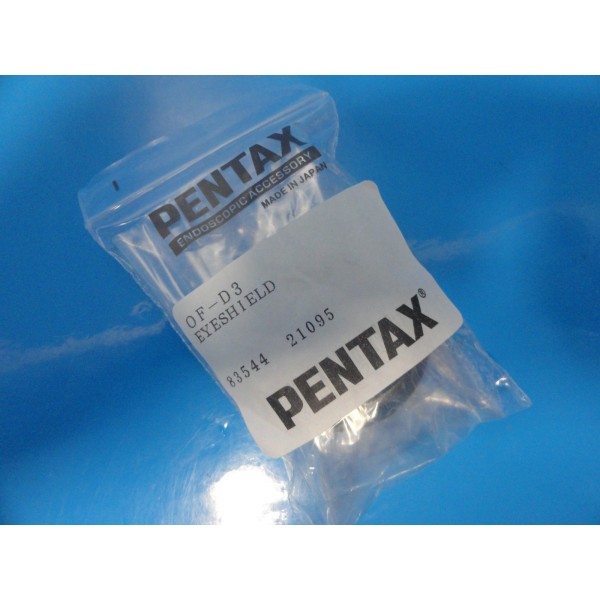 PENTAX
ENDOSCOPIC ACCESSORY
MADE IN JAPAN
OF-D3
EYESHIELD
83544 21095
PENTAX®